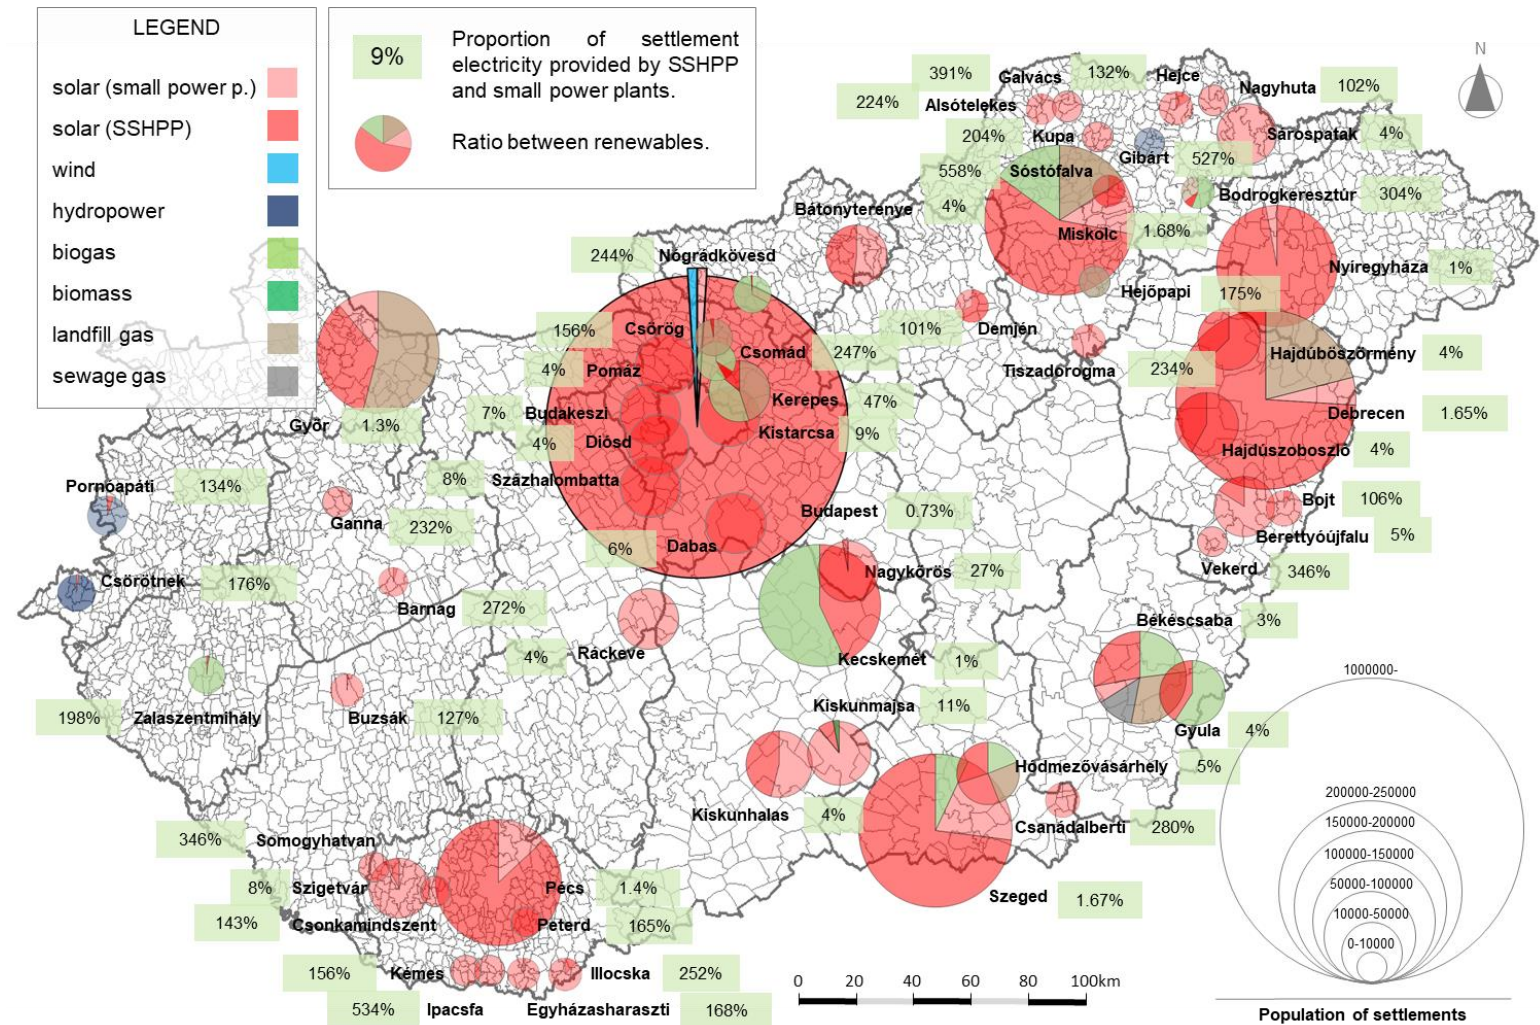 LEGEND
solar (small power p.)
solar (SSHPP)
wind
hydropower
biogas
biomass
landfill gas
sewage gas
9%
Proportion of settlement
electricity provided by SSHPP
and small power plants.
Ratio between renewables.
N
391%
Galvács
132%
Hejce
Nagyhuta
102%
224%
Alsótelekes
204%
Kupa
Gibárt
527%
Sárospatak
4%
558%
Sóstófalva
Bodrogkeresztúr
304%
Bátonyterenye
4%
Miskolc
1.68%
244%
Nógrádkövesd
Nyíregyháza
1%
Hejőpapi
175%
156%
Csörög
101%
Demjén
Csomád
247%
Hajdúböszörmény
4%
4%
Pomáz
Tiszadorogma
234%
Kerepes
47%
7%
Budakeszi
Debrecen
1.65%
Győr
1.3%
Kistarcsa
9%
4%
Diósd
Hajdúszoboszló
4%
8%
Százhalombatta
Pornóapáti
134%
Bojt
106%
Ganna
232%
Budapest
0.73%
Berettyóújfalu
5%
6%
Dabas
Vekerd
346%
Nagykőrös
27%
Csörötnek
176%
Barnag
272%
Békéscsaba
3%
4%
Ráckeve
Kecskemét
1%
1000000-
198%
Zalaszentmihály
Buzsák
127%
Kiskunmajsa
11%
Gyula
4%
Hódmezővásárhely
5%
200000-250000
150000-200000
100000-150000
50000-100000
10000-50000
0-10000
Kiskunhalas
4%
Csanádalberti
280%
346%
Somogyhatvan
8%
Szigetvár
Pécs
1.4%
Szeged
1.67%
143%
Csonkamindszent
Peterd
165%
156%
Kémes
Illocska
252%
534%
Ipacsfa
Egyházasharaszti
168%
0 20 40 60 80 100km
Population of settlements